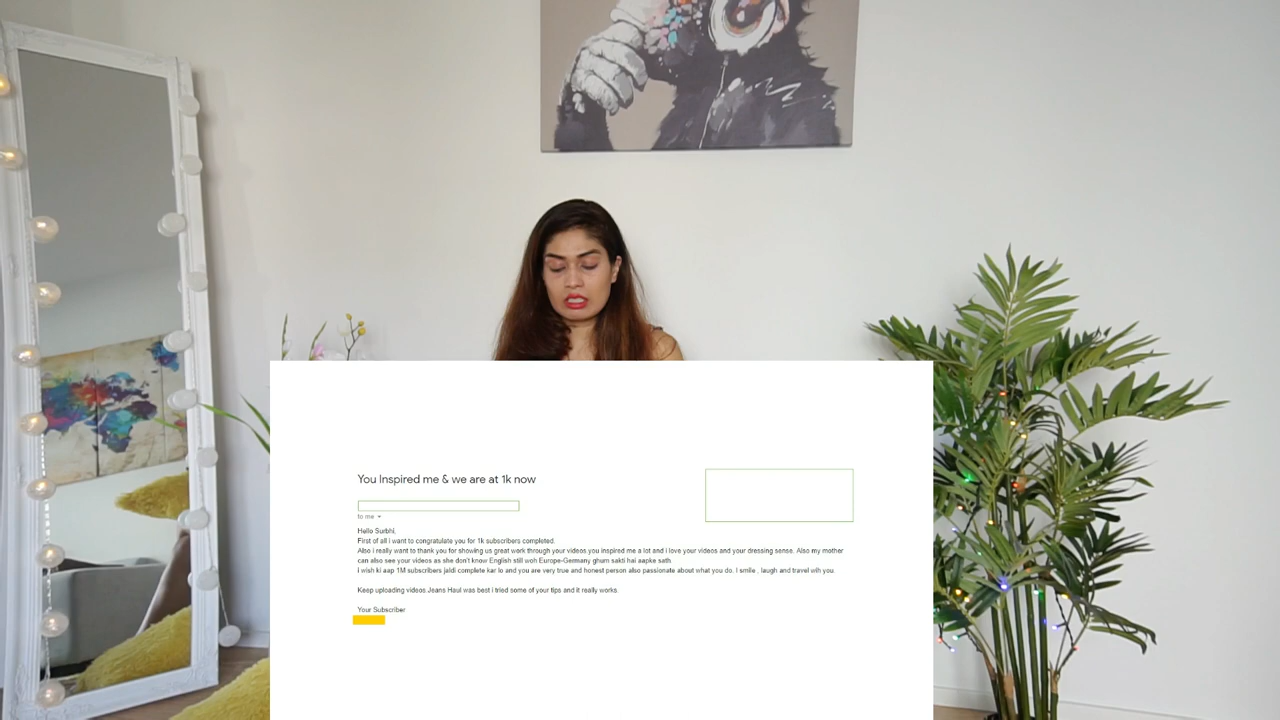 You Inspired me & we are at 1k now
to me
Hello Surbhi,
First of all i want to congratulate you for 1k subscribers completed.
Also i really want to thank you for showing us great work through your videos.you inspired me a lot and i love your videos and your dressing sense. Also my mother
can also see your videos as she don't know English still woh Europe-Germany ghum sakti hai aapke sath.
I wish ki aap 1M subscribers jaldi complete kar lo and you are very true and honest person also passionate about what you do. I smile , laugh and travel wih you.
Keep uploading videos.Jeans Haul was best i tried some of your tips and it really works.
Your Subscriber